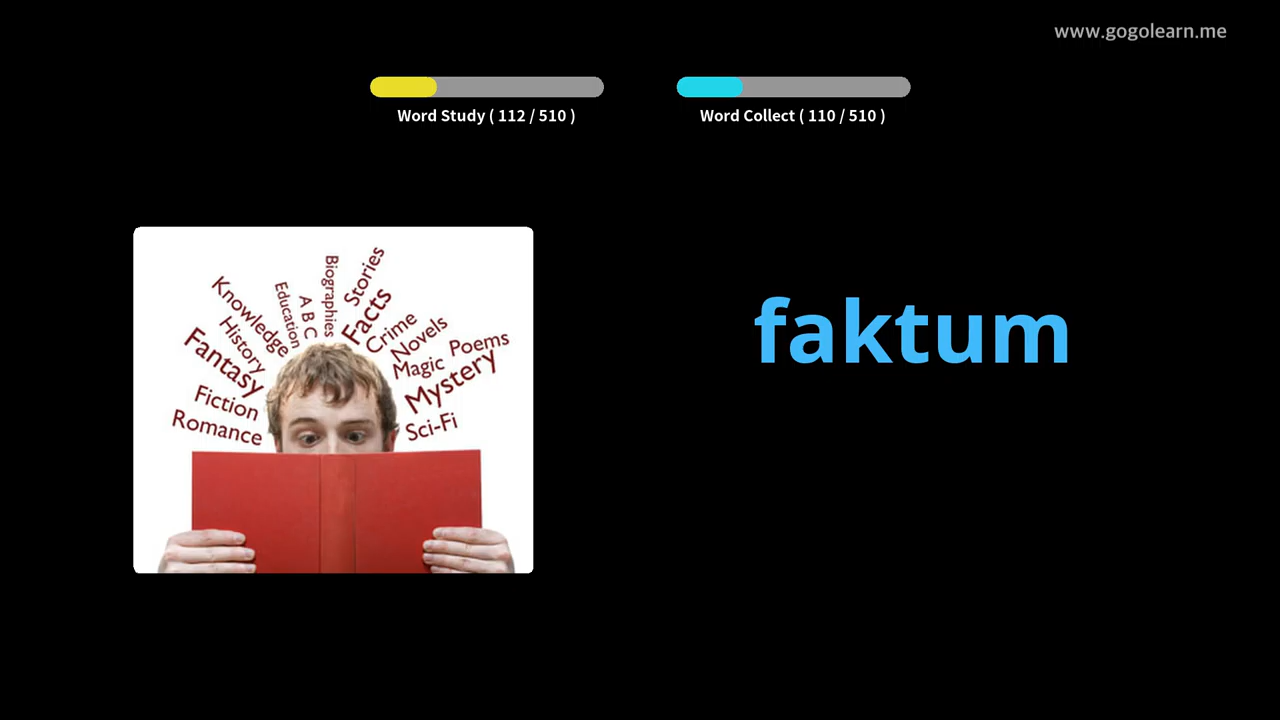 www.gogolearn.me
Word Study ( 112 / 510 )
Word Collect ( 110 / 510 )
faktum
Biographies
Stories
Education
A B C
Facts
Knowledge
Crime
History
Novels
Poems
Fantasy
Magic
Mystery
Fiction
Romance
Sci-Fi